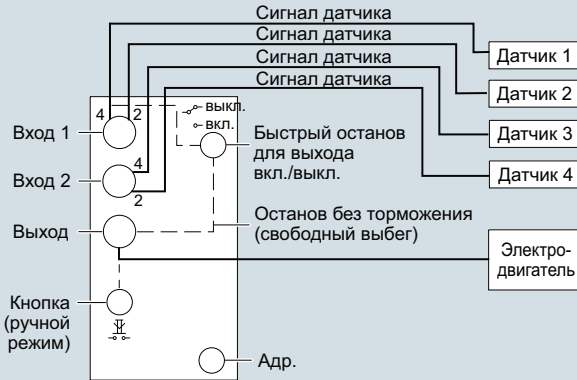 Сигнал датчика
Сигнал датчика
Сигнал датчика
Сигнал датчика
Датчик 1
Датчик 2
Датчик 3
Датчик 4
4 2
выкл.
вкл.
Вход 1
Быстрый останов
для выхода
вкл./выкл.
4
Вход 2
2
Останов без торможения
(свободный выбег)
Выход
Электро-
двигатель
Кнопка
(ручной
режим)
Адр.